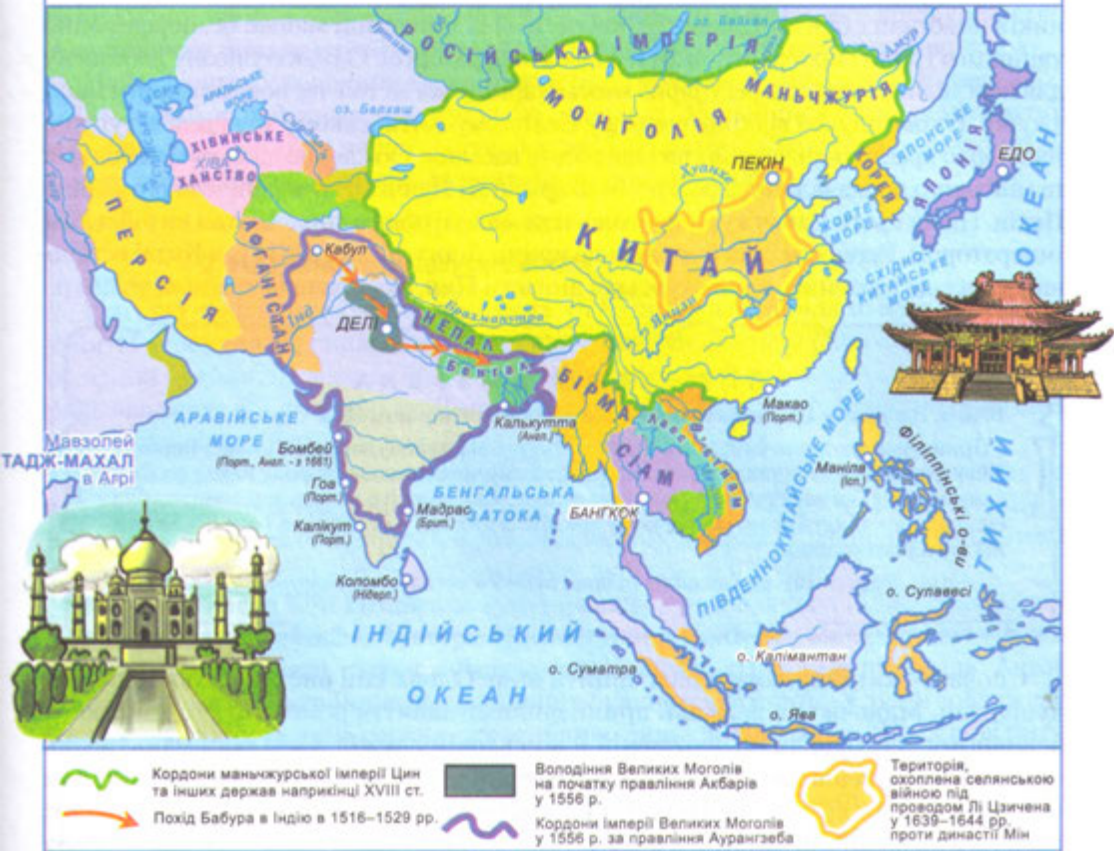 РОСІЙСЬКА ІМПЕРІЯ
оз. Байкал
Амур
МОНГОЛІЯ
МАНЬЧЖУРІЯ
АРАЛЬСЬКЕ
МОРЕ
оз. Балхаш
ХІВИНСЬКЕ
ХІВА
ХАНСТВО
ПЕКІН
Хуанхе
КОРЕЯ
ЯПОНСЬКЕ
МОРЕ
ЯПОНІЯ
ЕДО
ПЕРСІЯ
АФГАНІСТАН
Кабул
КИТАЙ
ЖОВТЕ
МОРЕ
СХІДНО-
КИТАЙСЬКЕ
МОРЕ
Інд
ДЕЛІ
НЕПАЛ
Брахмапутра
Янцзи
Бенгал
БІРМА
АРАВІЙСЬКЕ
МОРЕ
Калькутта
(Англ.)
Макао
(Порт.)
Мавзолей
ТАДЖ-МАХАЛ
в Агрі
Бомбей
(Порт., Англ. - з 1661)
Гоа
(Порт.)
Калікут
(Порт.)
Мадрас
(Брит.)
БЕНГАЛЬСЬКА
ЗАТОКА
СІАМ
Лаос
В'єтнам
БАНГКОК
Маніла
(Ісп.)
Філіппінські о-ви
Коломбо
(Нідерл.)
ПІВДЕННОКИТАЙСЬКЕ МОРЕ
ТИХИЙ ОКЕАН
ІНДІЙСЬКИЙ
ОКЕАН
о. Суматра
о. Калімантан
о. Сулавесі
о. Ява
Кордони маньчжурської імперії Цин
та інших держав наприкінці XVIII ст.
Похід Бабура в Індію в 1516–1529 рр.
Володіння Великих Моголів
на початку правління Акбарів
у 1556 р.
Кордони Імперії Великих Моголів
у 1556 р. за правління Аурангзеба
Територія,
охоплена селянською
війною під
проводом Лі Цзичена
у 1639–1644 рр.
проти династії Мін